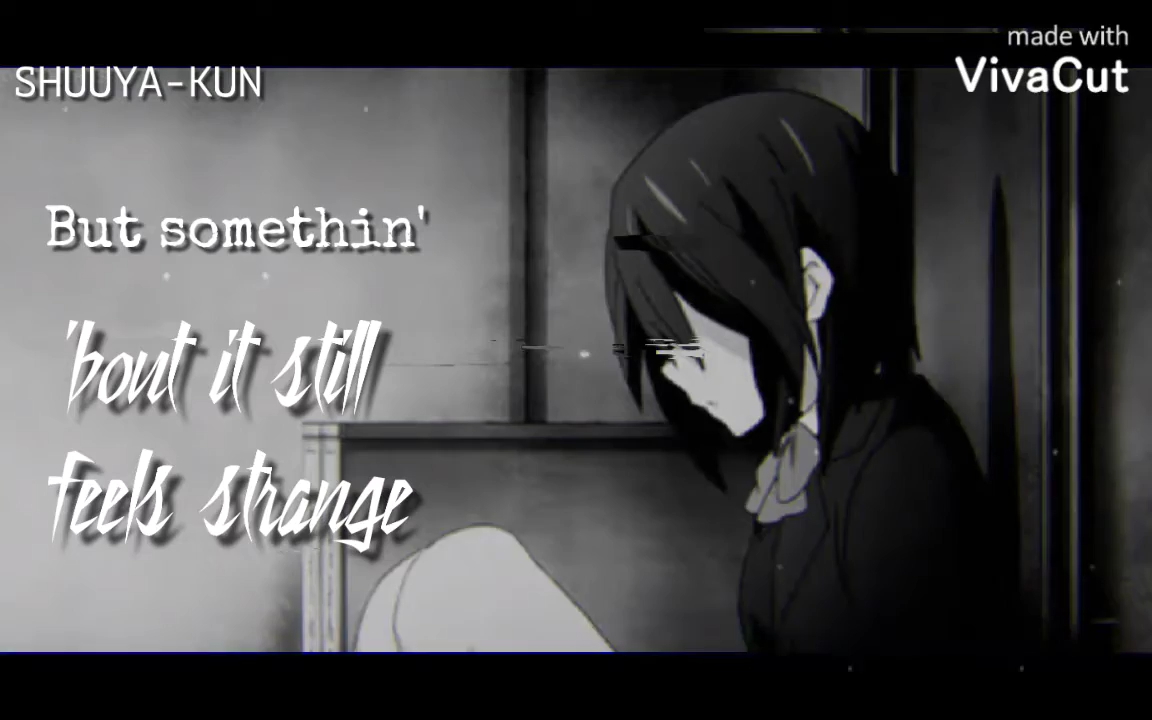 made with
VivaCut
SHUUYA-KUN
But somethin'
'bout it still
feels strange